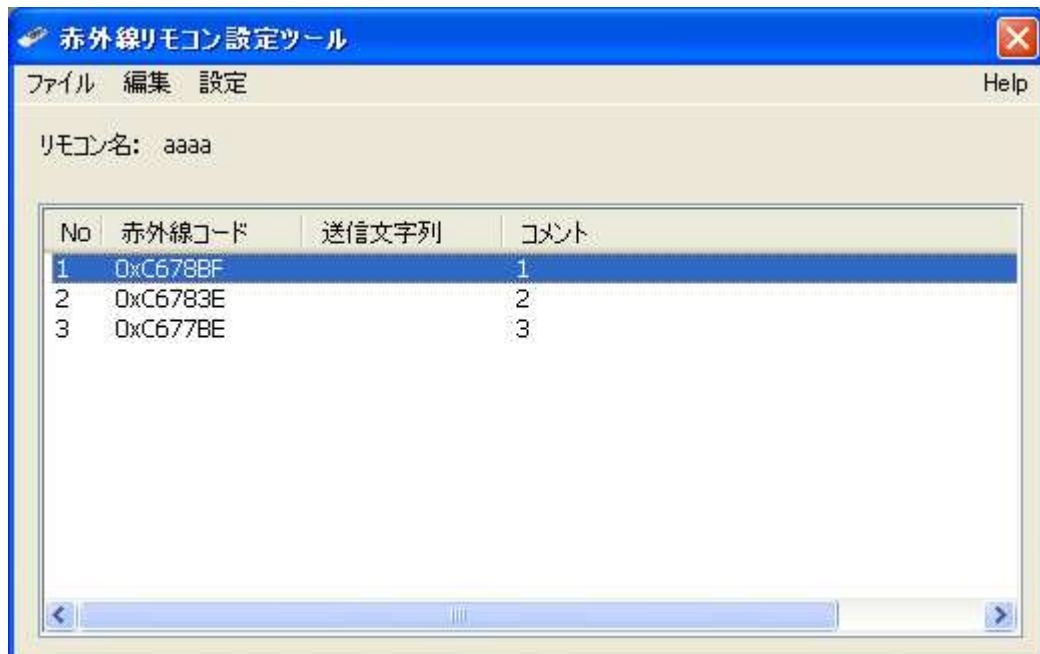 赤外線リモコン設定ツール
ファイル 編集 設定 Help
リモコン名: aaaa
No 赤外線コード 送信文字列 コメント
1 0xC678BF 1
2 0xC6783E 2
3 0xC677BE 3